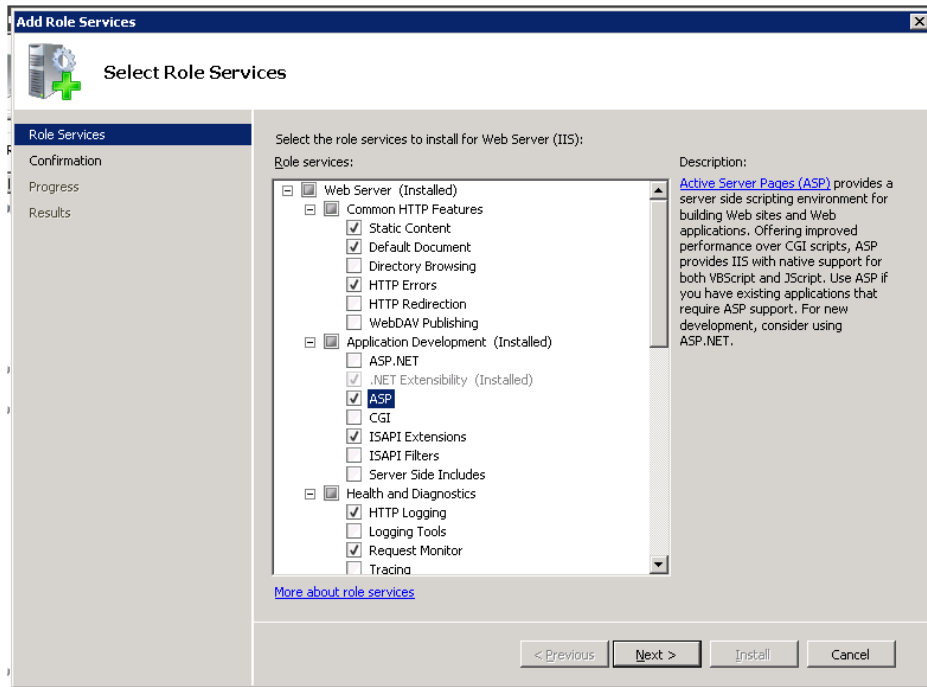 Add Role Services
Select Role Services
Role Services
Confirmation
Progress
Results
Select the role services to install for Web Server (IIS):
Role services:
Web Server (Installed)
Common HTTP Features
Static Content
Default Document
Directory Browsing
HTTP Errors
HTTP Redirection
WebDAV Publishing
Application Development (Installed)
ASP.NET
.NET Extensibility (Installed)
ASP
CGI
ISAPI Extensions
ISAPI Filters
Server Side Includes
Health and Diagnostics
HTTP Logging
Logging Tools
Request Monitor
Tracing
More about role services
Description:
Active Server Pages (ASP) provides a
server side scripting environment for
building Web sites and Web
applications. Offering improved
performance over CGI scripts, ASP
provides IIS with native support for
both VBScript and JScript. Use ASP if
you have existing applications that
require ASP support. For new
development, consider using
ASP.NET.
< Previous
Next >
Install
Cancel